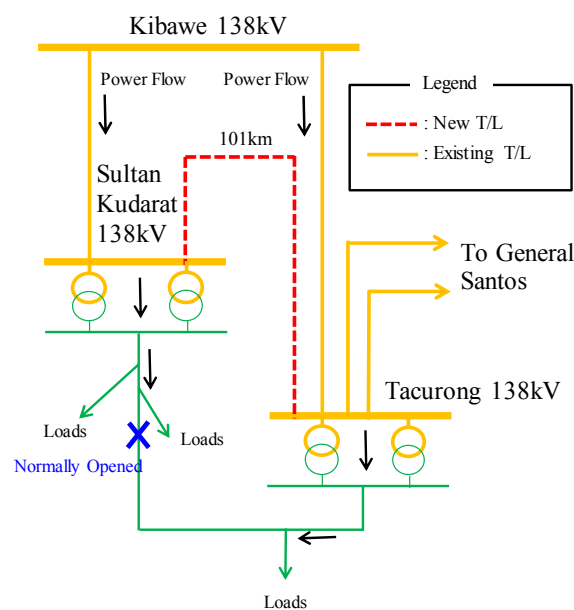 Kibawe 138kV
Power Flow
Power Flow
Legend
: New T/L
: Existing T/L
101km
Sultan
Kudarat
138kV
To General
Santos
Tacurong 138kV
Loads
Loads
Normally Opened
Loads